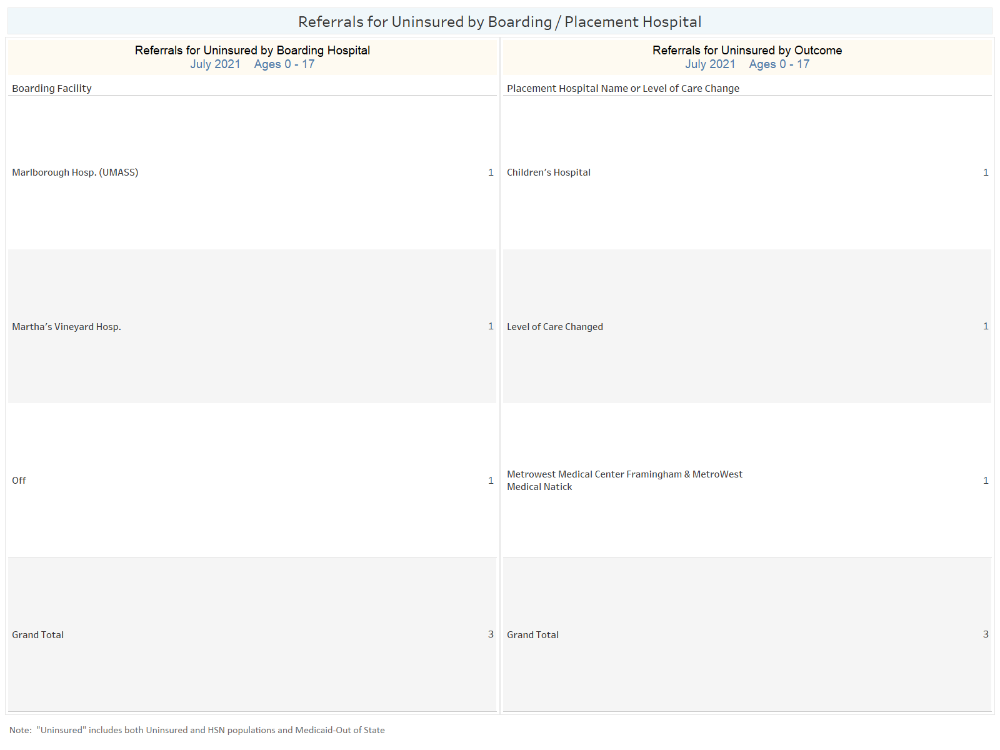 Referrals for Uninsured by Boarding / Placement Hospital
Referrals for Uninsured by Boarding Hospital
July 2021 Ages 0 - 17
Boarding Facility
Marlborough Hosp. (UMASS) 1
Martha's Vineyard Hosp. 1
Off 1
Grand Total 3
Referrals for Uninsured by Outcome
July 2021 Ages 0 - 17
Placement Hospital Name or Level of Care Change
Children's Hospital 1
Level of Care Changed 1
Metrowest Medical Center Framingham & MetroWest
Medical Natick 1
Grand Total 3
Note: "Uninsured" includes both Uninsured and HSN populations and Medicaid-Out of State